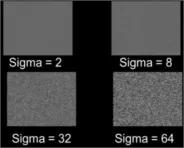 Sigma = 2
Sigma = 8
Sigma = 32
Sigma = 64